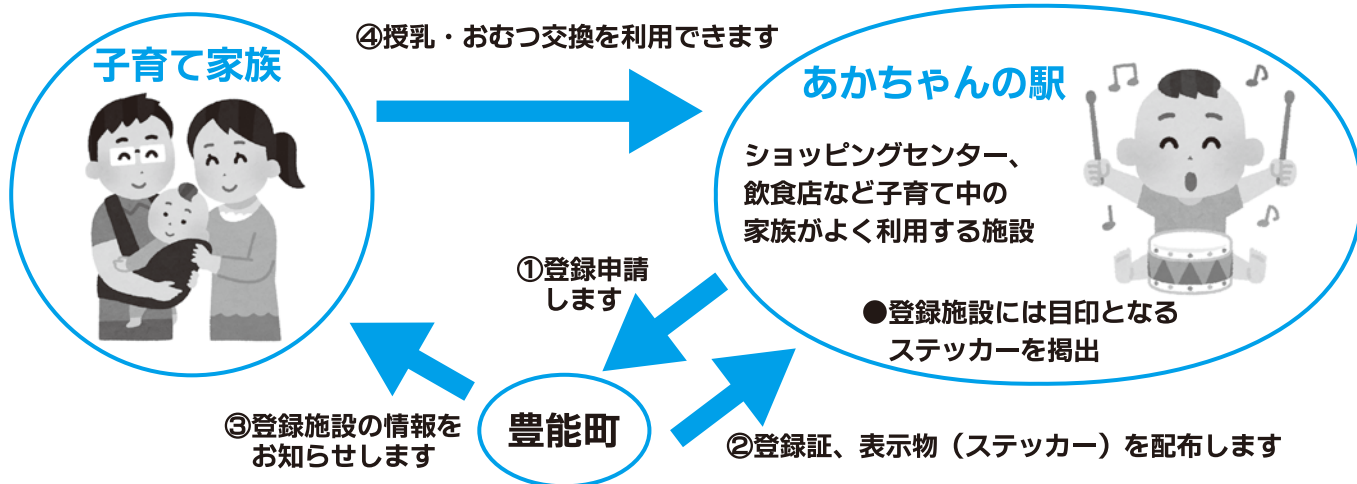 ④授乳・おむつ交換を利用できます
子育て家族
あかちゃんの駅
ショッピングセンター、
飲食店など子育て中の
家族がよく利用する施設
①登録申請
します
●登録施設には目印となる
ステッカーを掲出
③登録施設の情報を
お知らせします
豊能町
②登録証、表示物（ステッカー）を配布します